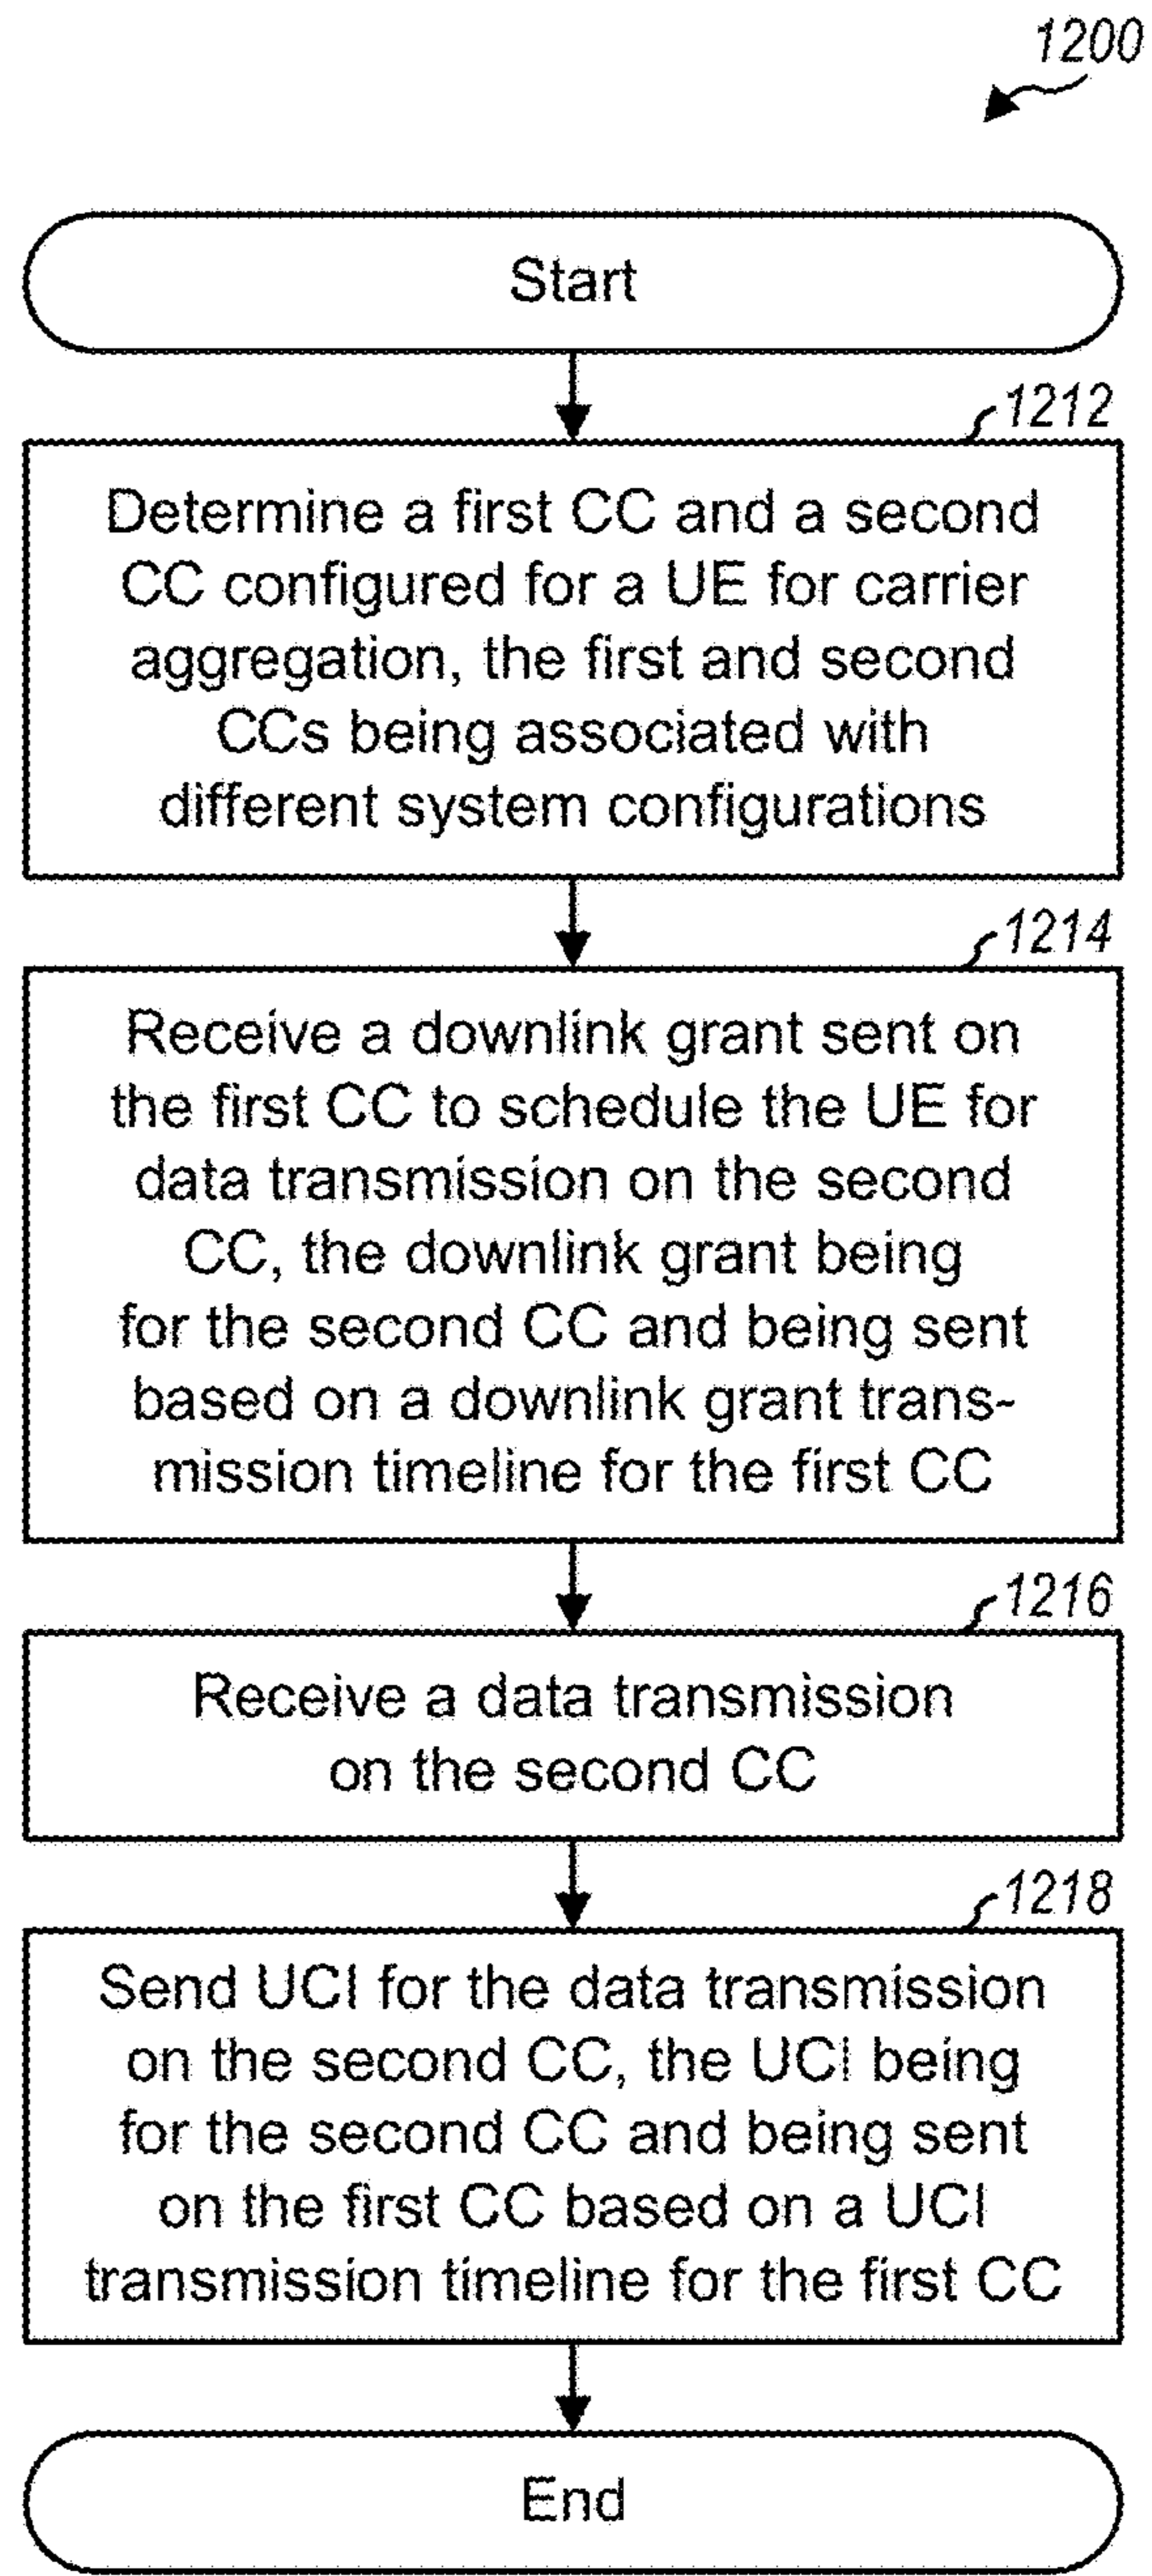 1200
Start
1212
Determine a first CC and a second
CC configured for a UE for carrier
aggregation, the first and second
CCs being associated with
different system configurations
1214
Receive a downlink grant sent on
the first CC to schedule the UE for
data transmission on the second
CC, the downlink grant being
for the second CC and being sent
based on a downlink grant trans-
mission timeline for the first CC
1216
Receive a data transmission
on the second CC
1218
Send UCI for the data transmission
on the second CC, the UCI being
for the second CC and being sent
on the first CC based on a UCI
transmission timeline for the first CC
End